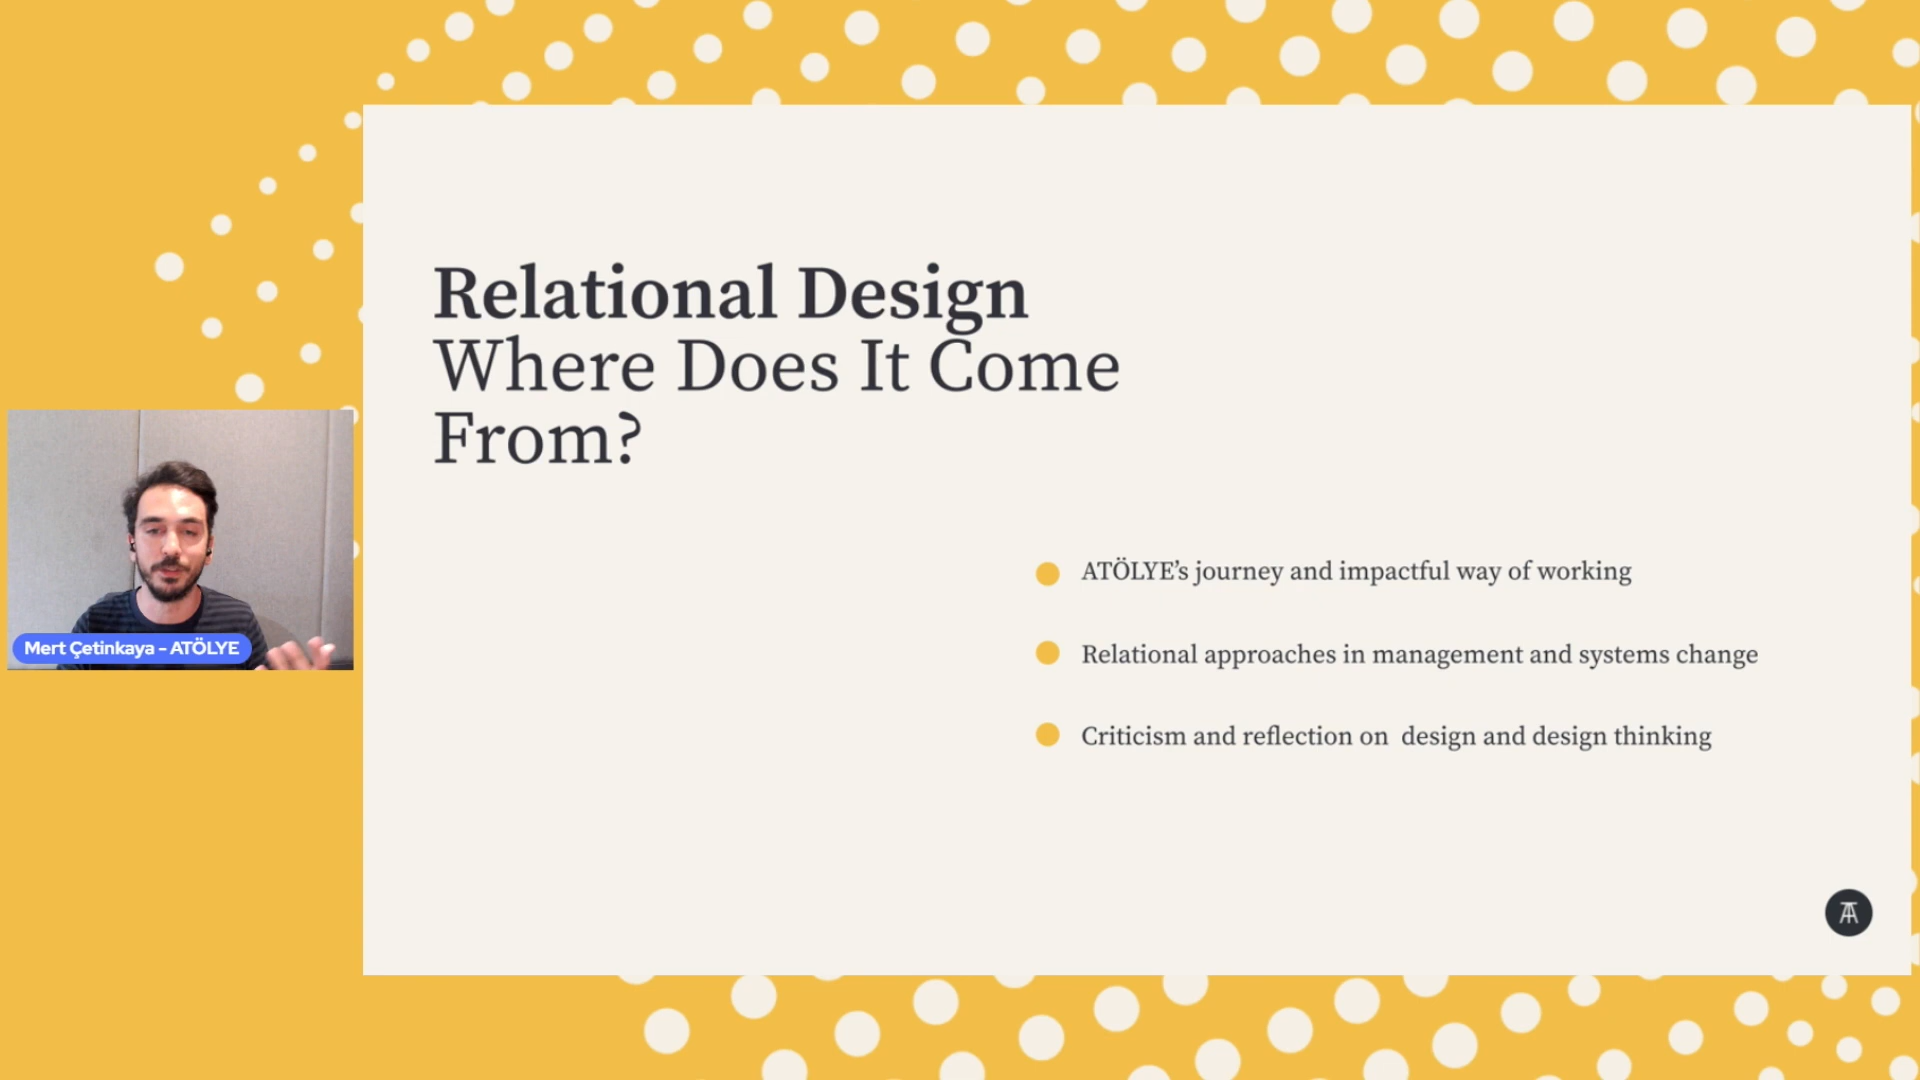 Relational Design
Where Does It Come
From?
ATÖLYE’s journey and impactful way of working
Relational approaches in management and systems change
Criticism and reflection on  design and design thinking
Mert Çetinkaya – ATÖLYE